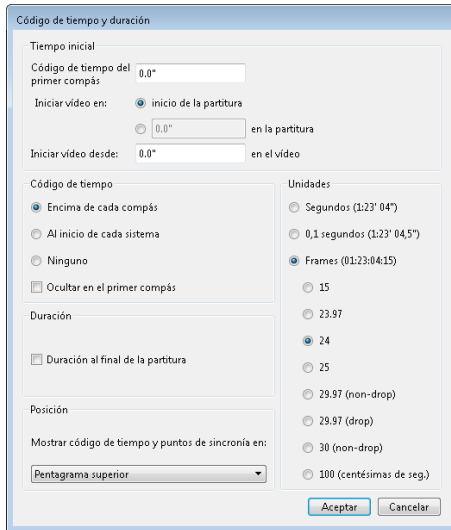 Código de tiempo y duración
Tiempo inicial
Código de tiempo del
primer compás
0.0"
Iniciar vídeo en:
inicio de la partitura
0.0"
en la partitura
Iniciar vídeo desde:
0.0"
en el vídeo
Código de tiempo
Encima de cada compás
Al inicio de cada sistema
Ninguno
Ocultar en el primer compás
Duración
Duración al final de la partitura
Posición
Mostrar código de tiempo y puntos de sincronía en:
Pentagrama superior
Unidades
Segundos (1:23' 04")
0,1 segundos (1:23' 04,5")
Frames (01:23:04:15)
15
23.97
24
25
29.97 (non-drop)
29.97 (drop)
30 (non-drop)
100 (centésimas de seg.)
Aceptar
Cancelar